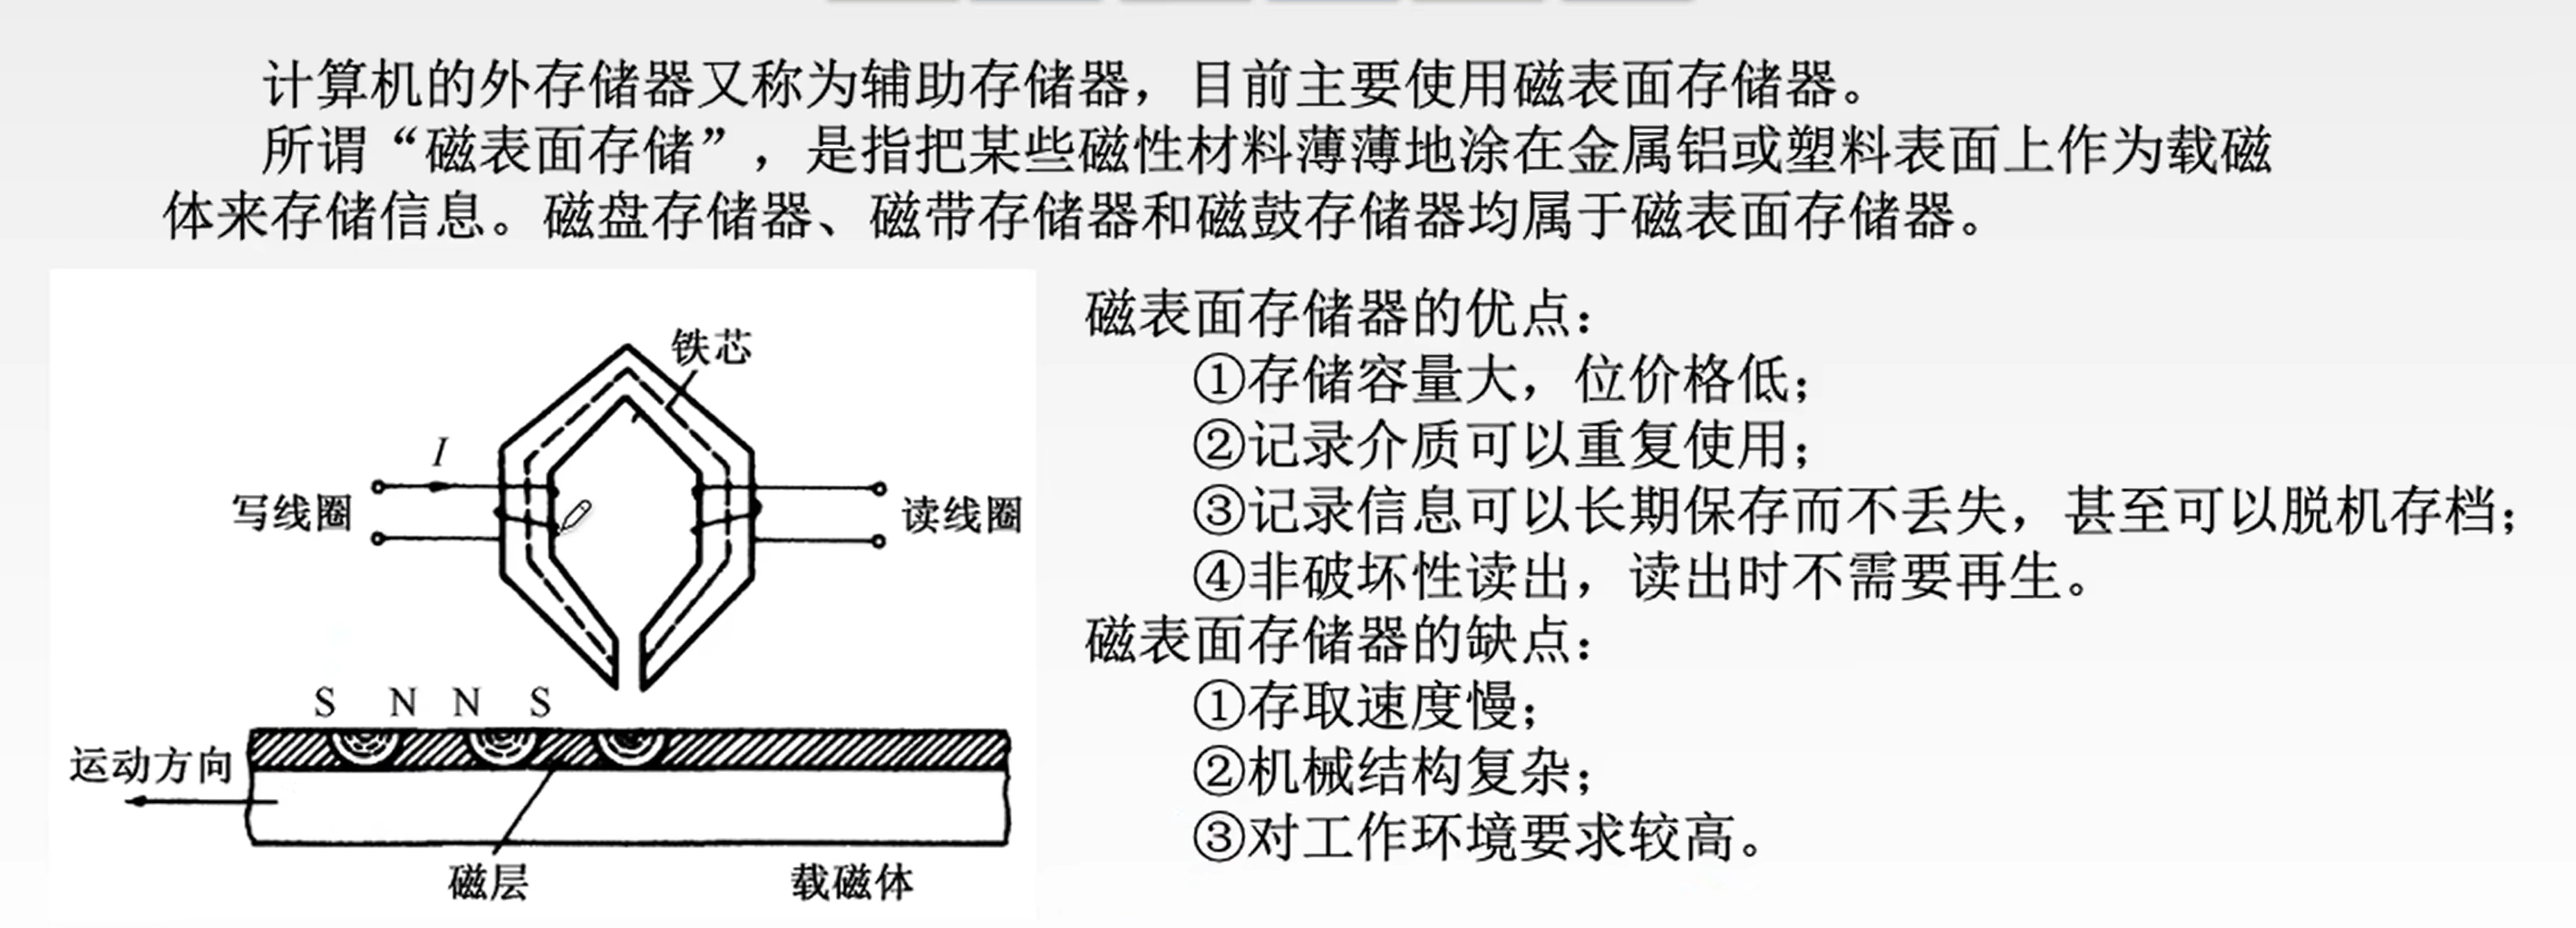 计算机的外存储器又称为辅助存储器，目前主要使用磁表面存储器。
所谓“磁表面存储”，是指把某些磁性材料薄薄地涂在金属铝或塑料表面上作为载磁
体来存储信息。磁盘存储器、磁带存储器和磁鼓存储器均属于磁表面存储器。
铁芯
I
写线圈
读线圈
S N N S
运动方向
磁层
载磁体
磁表面存储器的优点：
①存储容量大，位价格低；
②记录介质可以重复使用；
③记录信息可以长期保存而不丢失，甚至可以脱机存档；
④非破坏性读出，读出时不需要再生。
磁表面存储器的缺点：
①存取速度慢；
②机械结构复杂；
③对工作环境要求较高。